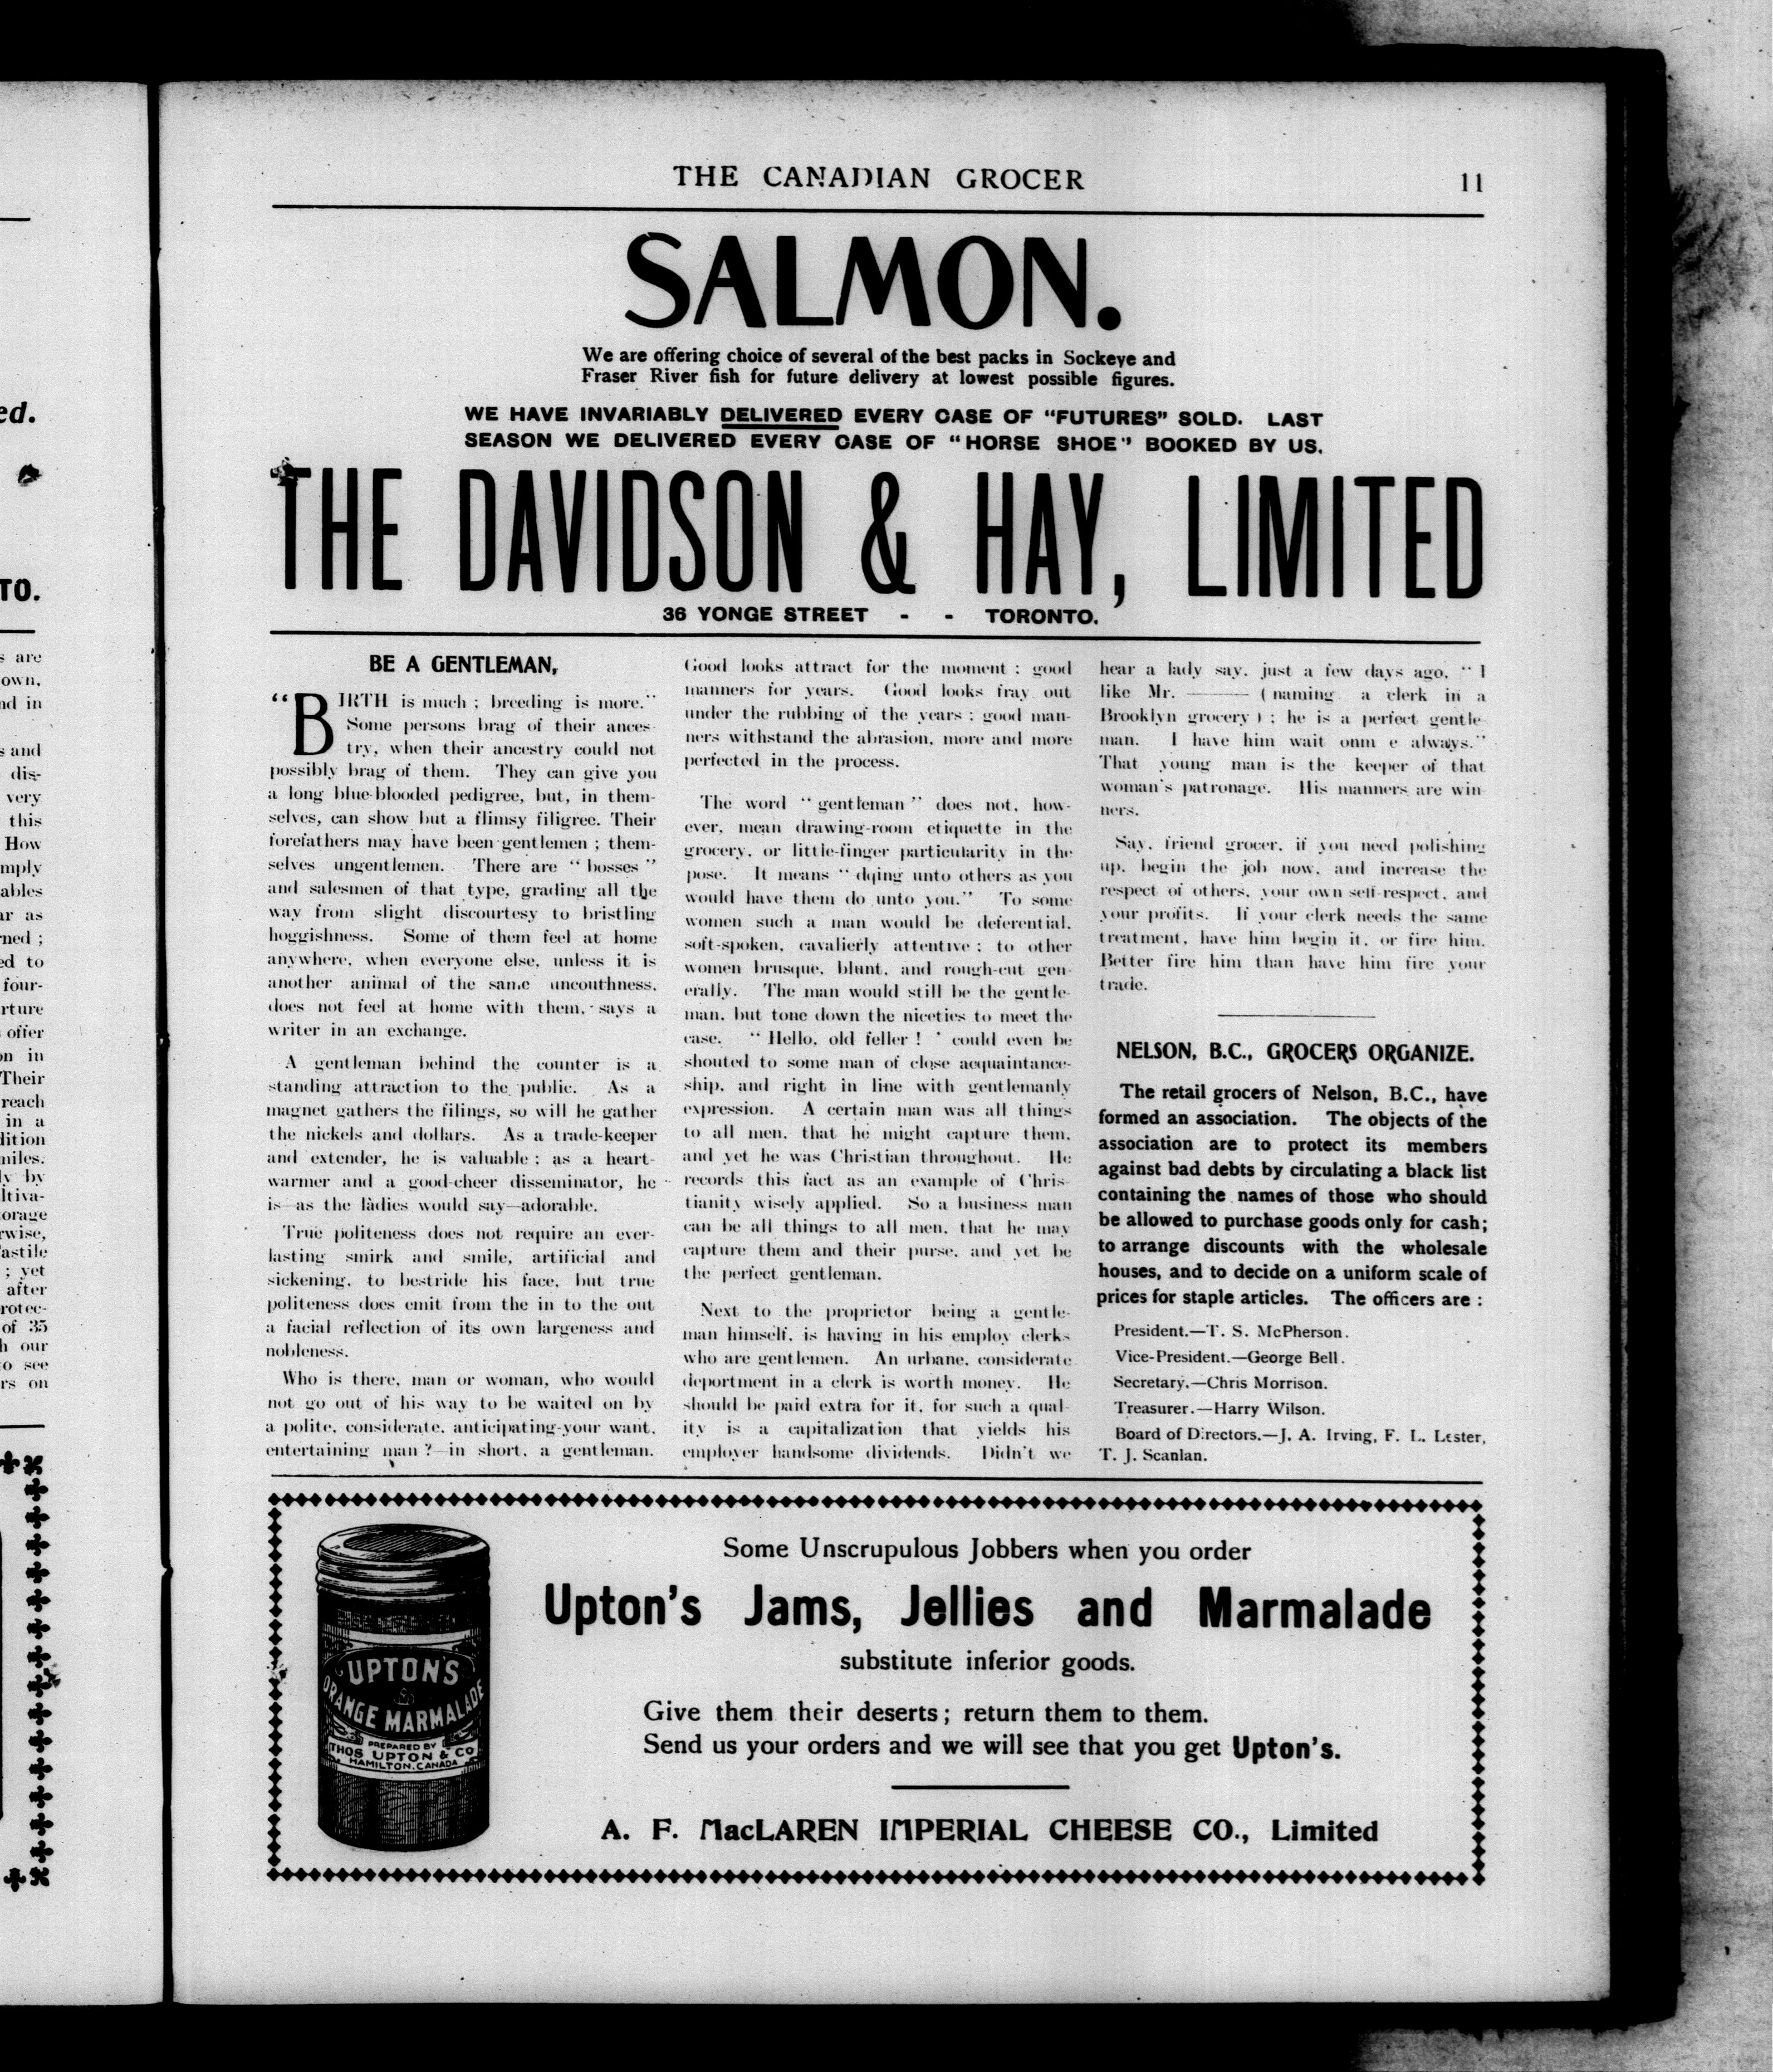 THE CANADIAN GROCER 11
SALMON.
We are offering choice of several of the best packs in Sockeye and
Fraser River fish for future delivery at lowest possible figures.
WE HAVE INVARIABLY DELIVERED EVERY CASE OF "FUTURES" SOLD. LAST
SEASON WE DELIVERED EVERY CASE OF "HORSE SHOE" BOOKED BY US.
THE DAVIDSON & HAY, LIMITED
36 YONGE STREET - - TORONTO.
BE A GENTLEMAN,
"BIRTH is much ; breeding is more."
Some persons brag of their ances-
try, when their ancestry could not
possibly brag of them. They can give you
a long blue-blooded pedigree, but, in them-
selves, can show but a flimsy filigree. Their
forefathers may have been gentlemen ; them-
selves ungentlemen. There are "bosses"
and salesmen of that type, grading all the
way from slight discourtesy to bristling
hoggishness. Some of them feel at home
anywhere, when everyone else, unless it is
another animal of the same uncouthness,
does not feel at home with them, says a
writer in an exchange.
A gentleman behind the counter is a
standing attraction to the public. As a
magnet gathers the filings, so will he gather
the nickels and dollars. As a trade-keeper
and extender, he is valuable ; as a heart-
warmer and a good-cheer disseminator, he
is—as the ladies would say—adorable.
True politeness does not require an ever-
lasting smirk and smile, artificial and
sickening, to bestride his face, but true
politeness does emit from the in to the out
a facial reflection of its own largeness and
nobleness.
Who is there, man or woman, who would
not go out of his way to be waited on by
a polite, considerate, anticipating-your want,
entertaining man ?—in short, a gentleman.
Good looks attract for the moment ; good
manners for years. Good looks fray out
under the rubbing of the years ; good man-
ners withstand the abrasion, more and more
perfected in the process.
The word "gentleman" does not, how-
ever, mean drawing-room etiquette in the
grocery, or little-finger particularity in the
pose. It means "doing unto others as you
would have them do unto you." To some
women such a man would be deferential,
soft-spoken, cavalierly attentive ; to other
women brusque, blunt, and rough-cut gen-
erally. The man would still be the gentle-
man, but tone down the niceties to meet the
case. "Hello, old feller !" could even be
shouted to some man of close acquaintance-
ship, and right in line with gentlemanly
expression. A certain man was all things
to all men, that he might capture them,
and yet he was Christian throughout. He
records this fact as an example of Chris-
tianity wisely applied. So a business man
can be all things to all men, that he may
capture them and their purse, and yet be
the perfect gentleman.
Next to the proprietor being a gentle-
man himself, is having in his employ clerks
who are gentlemen. An urbane, considerate
deportment in a clerk is worth money. He
should be paid extra for it, for such a qual-
ity is a capitalization that yields his
employer handsome dividends. Didn't we
hear a lady say, just a few days ago, "I
like Mr. ——— (naming a clerk in a
Brooklyn grocery) ; he is a perfect gentle-
man. I have him wait onm e always."
That young man is the keeper of that
woman's patronage. His manners are win-
ners.
Say, friend grocer, if you need polishing
up, begin the job now, and increase the
respect of others, your own self-respect, and
your profits. If your clerk needs the same
treatment, have him begin it, or fire him.
Better fire him than have him fire your
trade.
NELSON, B.C., GROCERS ORGANIZE.
The retail grocers of Nelson, B.C., have
formed an association. The objects of the
association are to protect its members
against bad debts by circulating a black list
containing the names of those who should
be allowed to purchase goods only for cash;
to arrange discounts with the wholesale
houses, and to decide on a uniform scale of
prices for staple articles. The officers are :
President.—T. S. McPherson.
Vice-President.—George Bell.
Secretary.—Chris Morrison.
Treasurer.—Harry Wilson.
Board of Directors.—J. A. Irving, F. L. Lester,
T. J. Scanlan.
UPTON'S
ORANGE MARMALADE
PREPARED BY
THOS UPTON & CO
HAMILTON, CANADA
Some Unscrupulous Jobbers when you order
Upton's Jams, Jellies and Marmalade
substitute inferior goods.
Give them their deserts; return them to them.
Send us your orders and we will see that you get Upton's.
A. F. MacLAREN IMPERIAL CHEESE CO., Limited